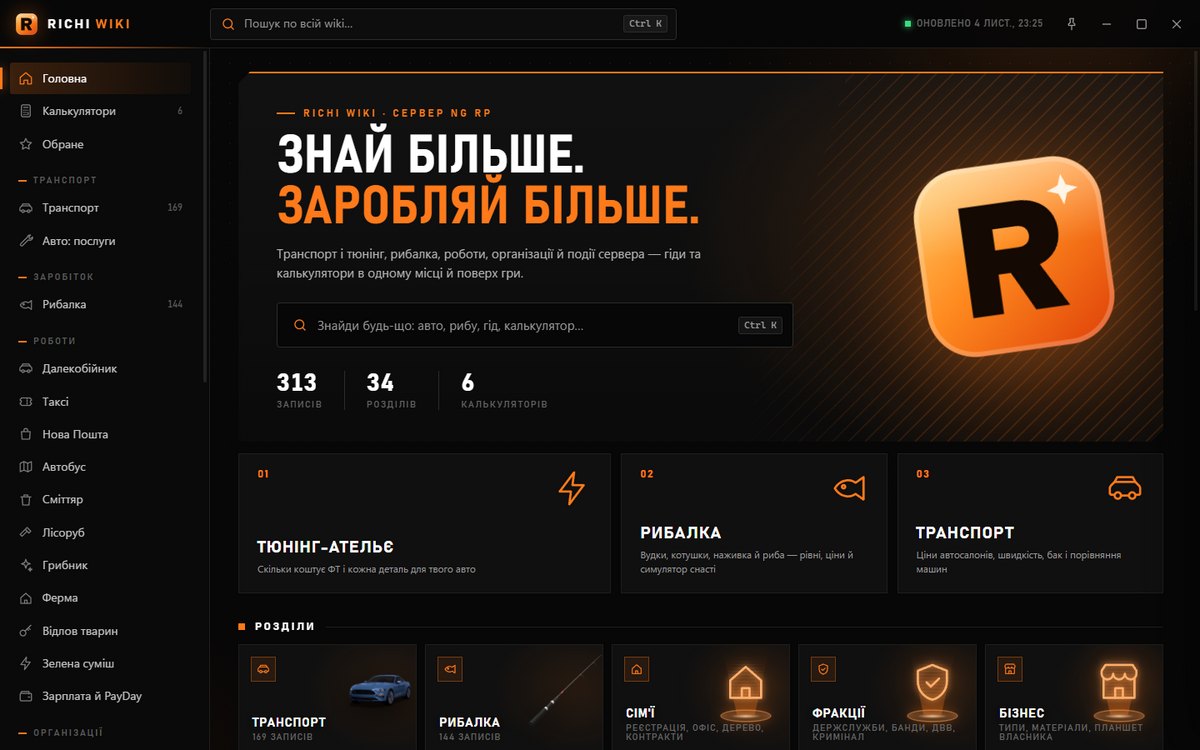 R RICHI WIKI
Пошук по всій wiki...
Ctrl K
ОНОВЛЕНО 4 ЛИСТ., 23:25
Головна
Калькулятори 6
Обране
ТРАНСПОРТ
Транспорт 169
Авто: послуги
ЗАРОБІТОК
Рибалка 144
РОБОТИ
Далекобійник
Таксі
Нова Пошта
Автобус
Сміттяр
Лісоруб
Грибник
Ферма
Відлов тварин
Зелена суміш
Зарплата й PayDay
ОРГАНІЗАЦІЇ
RICHI WIKI · СЕРВЕР NG RP
ЗНАЙ БІЛЬШЕ.
ЗАРОБЛЯЙ БІЛЬШЕ.
Транспорт і тюнінг, рибалка, роботи, організації й події сервера — гіди та
калькулятори в одному місці й поверх гри.
Знайди будь-що: авто, рибу, гід, калькулятор...
Ctrl K
313
ЗАПИСІВ
34
РОЗДІЛІВ
6
КАЛЬКУЛЯТОРІВ
R
01
ТЮНІНГ-АТЕЛЬЄ
Скільки коштує ФТ і кожна деталь для твого авто
02
РИБАЛКА
Вудки, котушки, наживка й риба — рівні, ціни й
симулятор снасті
03
ТРАНСПОРТ
Ціни автосалонів, швидкість, бак і порівняння
машин
РОЗДІЛИ
ТРАНСПОРТ
169 ЗАПИСІВ
РИБАЛКА
144 ЗАПИСІВ
СІМ'Ї
РЕЄСТРАЦІЯ, ОФІС, ДЕРЕВО,
КОНТРАКТИ
ФРАКЦІЇ
ДЕРЖСЛУЖБИ, БАНДИ, ДВВ,
КРИМІНАЛ
БІЗНЕС
ТИПИ, МАТЕРІАЛИ, ПЛАНШЕТ
ВЛАСНИКА